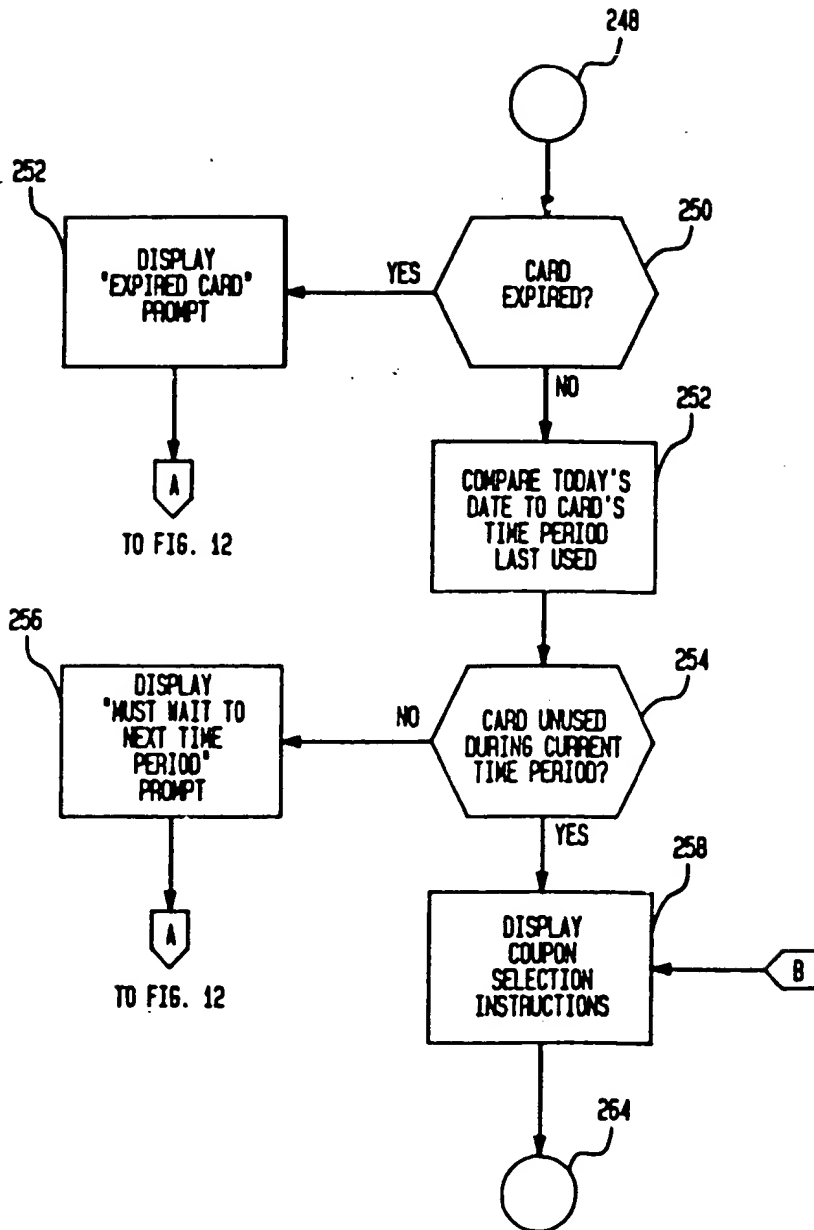 248
252
250
DISPLAY
"EXPIRED CARD"
PROMPT
YES
CARD
EXPIRED?
NO
252
A
COMPARE TODAY'S
DATE TO CARD'S
TIME PERIOD
LAST USED
TO FIG. 12
256
254
DISPLAY
"MUST WAIT TO
NEXT TIME
PERIOD"
PROMPT
NO
CARD UNUSED
DURING CURRENT
TIME PERIOD?
YES
258
A
DISPLAY
COUPON
SELECTION
INSTRUCTIONS
B
TO FIG. 12
264